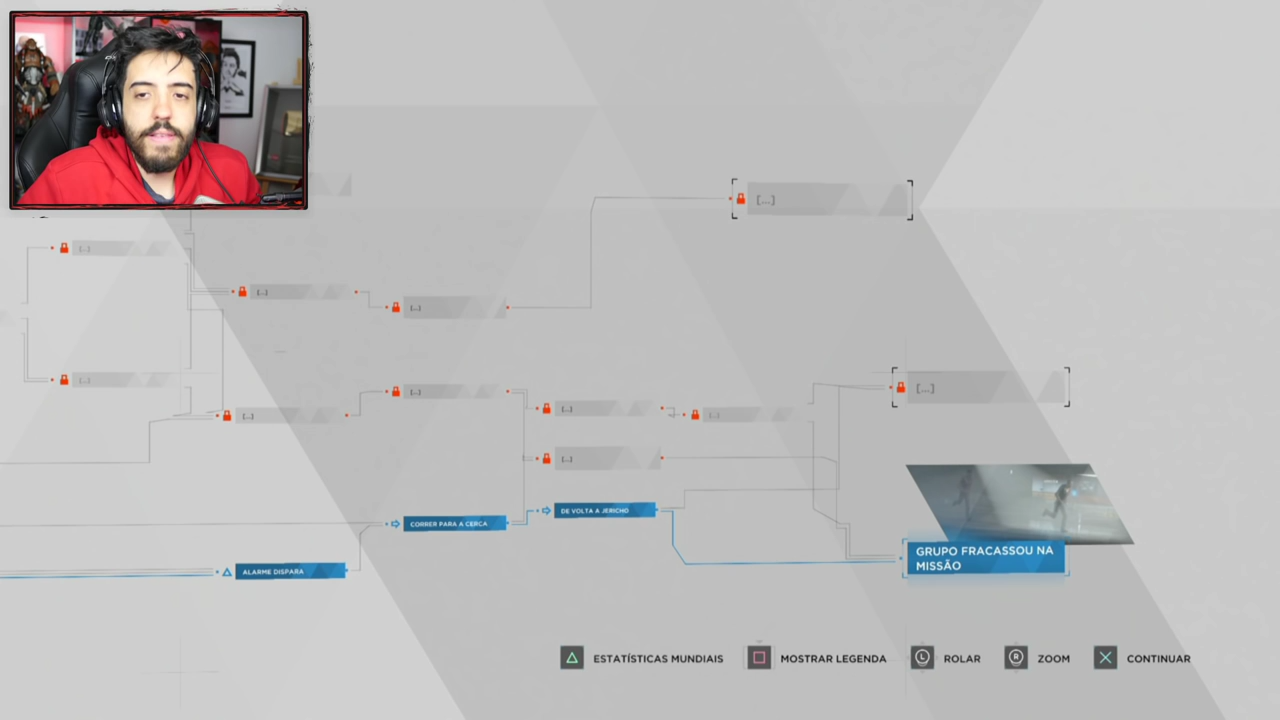 [...]
[...]
[...]
[...]
[...]
[...]
[...]
[...]
[...]
[...]
[...]
DE VOLTA A JERICHO
CORRER PARA A CERCA
ALARME DISPARA
GRUPO FRACASSOU NA
MISSÃO
ESTATÍSTICAS MUNDIAIS
MOSTRAR LEGENDA
L
ROLAR
R
ZOOM
CONTINUAR